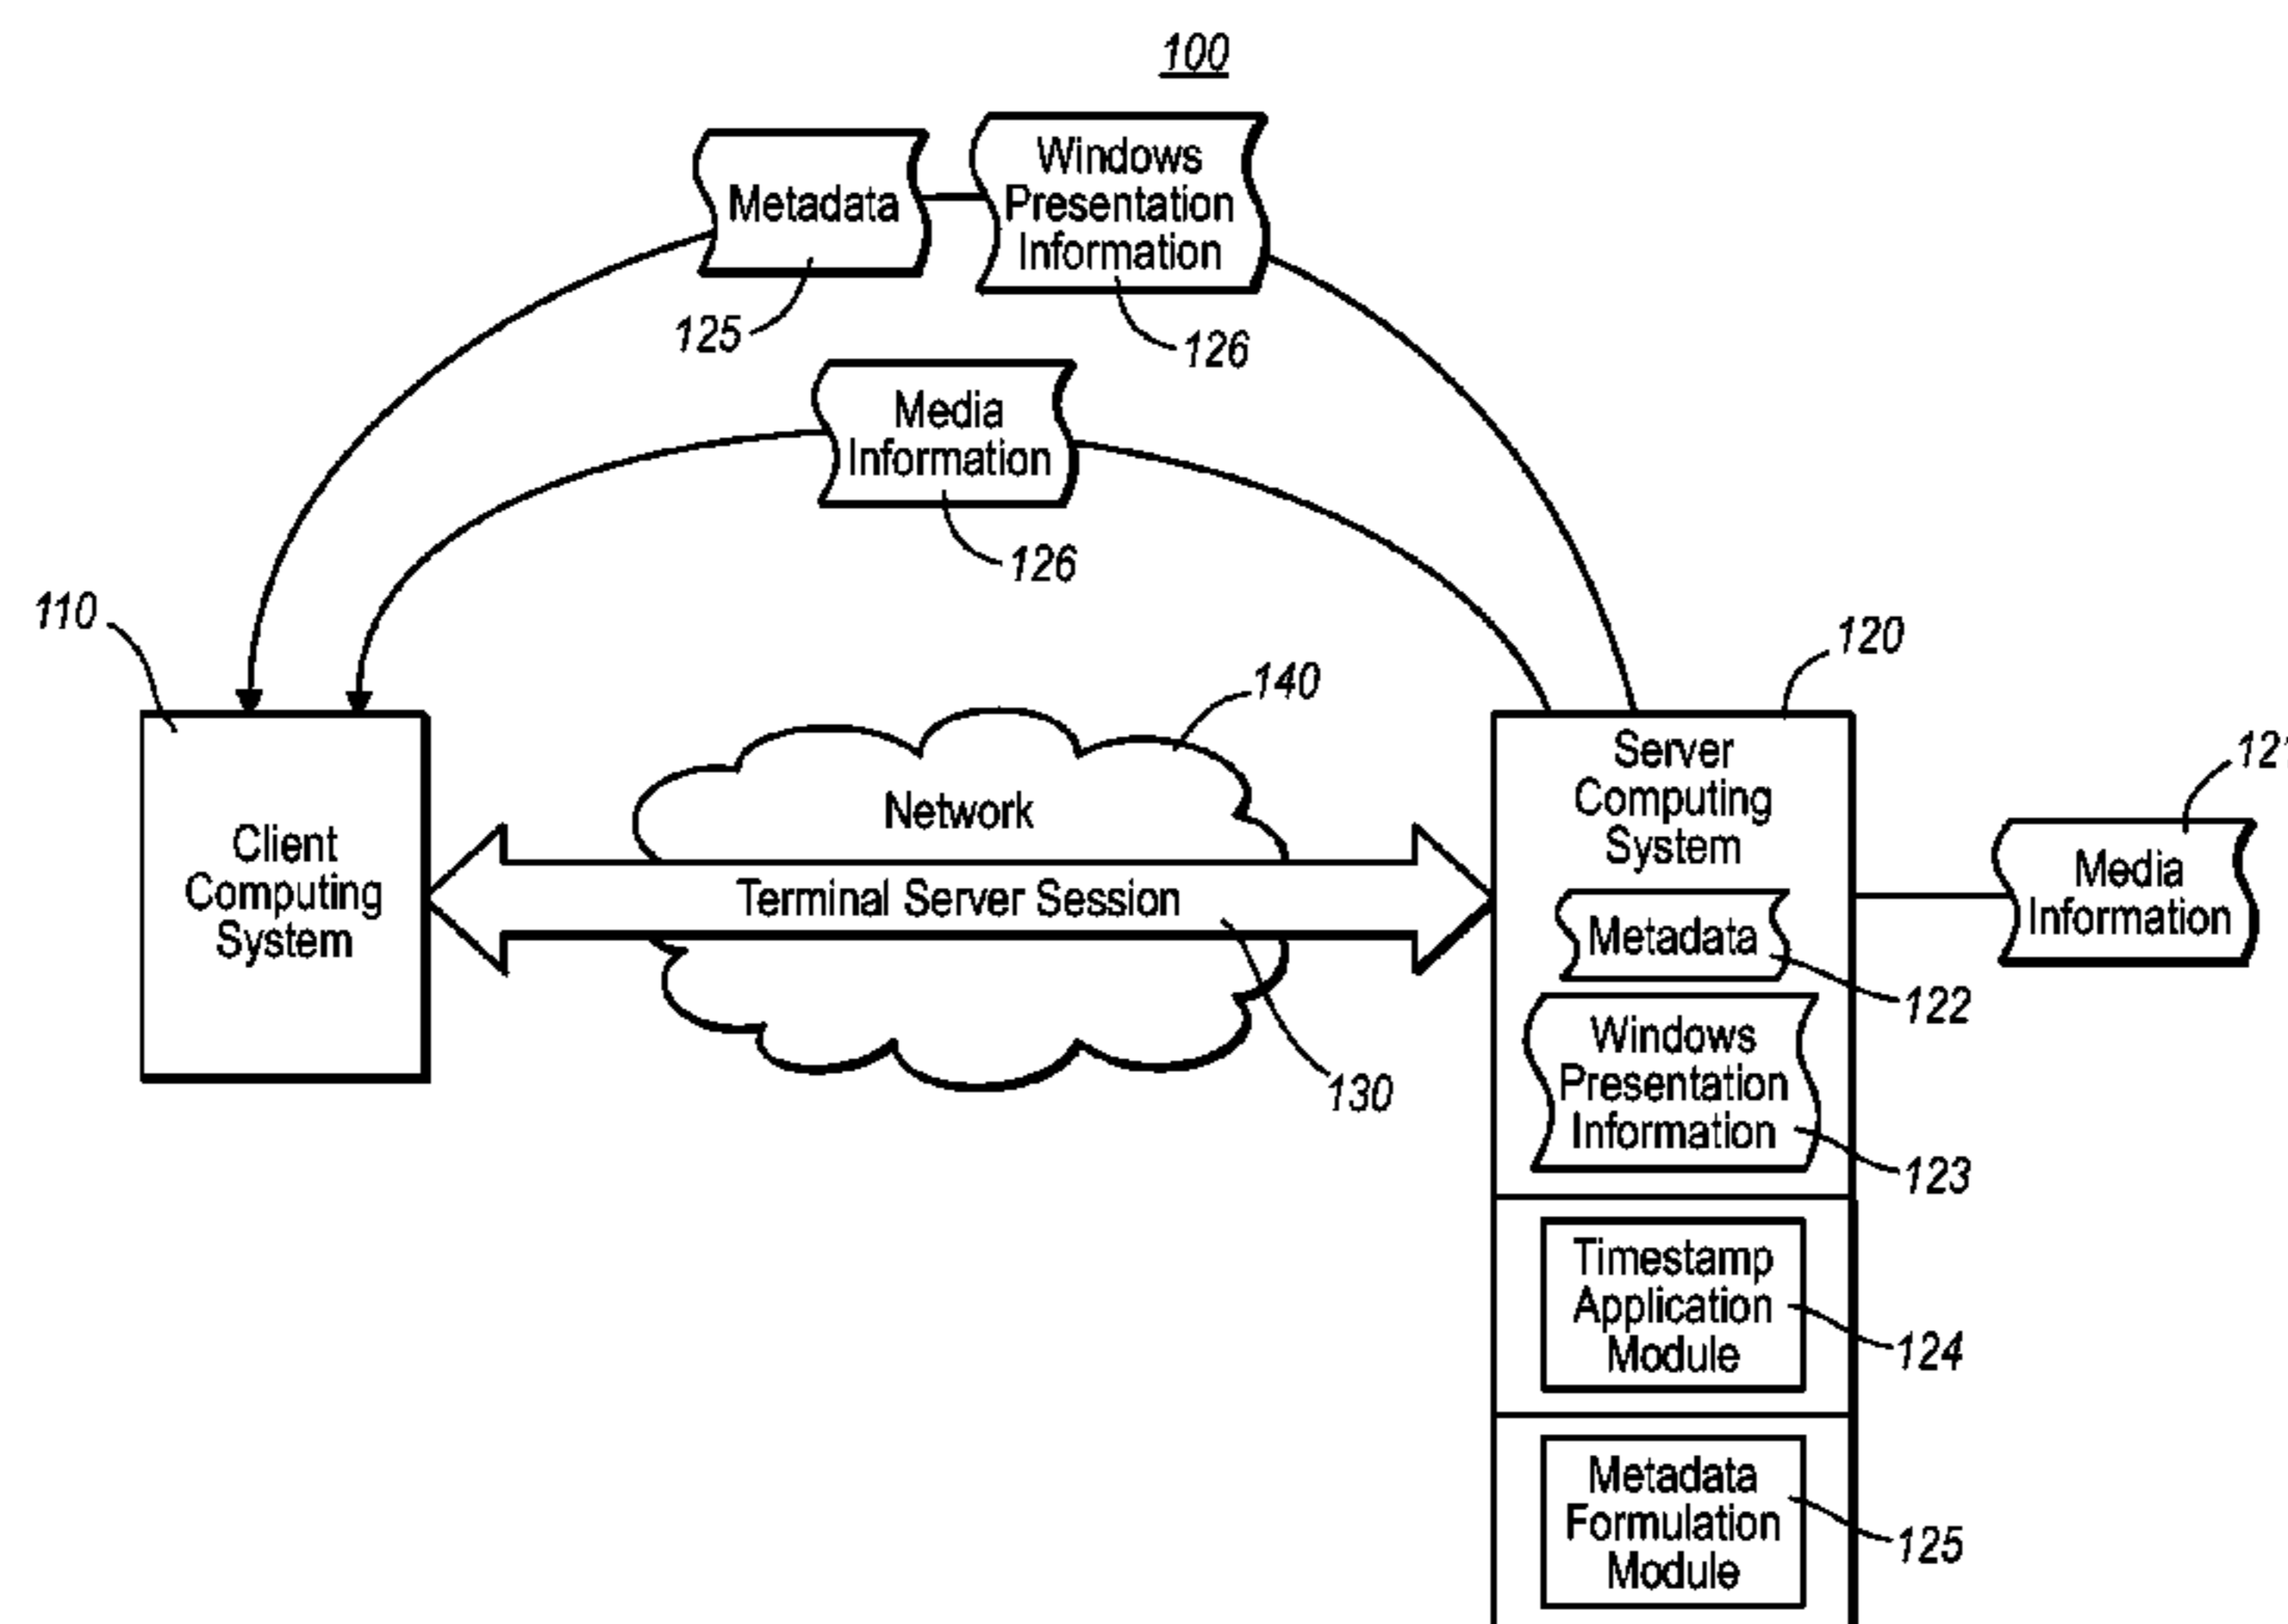 100
Metadata
125
Windows
Presentation
Information
126
Media
Information
126
110
Client
Computing
System
140
Network
Terminal Server Session
130
120
Server
Computing
System
Metadata
122
Windows
Presentation
Information
123
Timestamp
Application
Module
124
Metadata
Formulation
Module
125
121
Media
Information